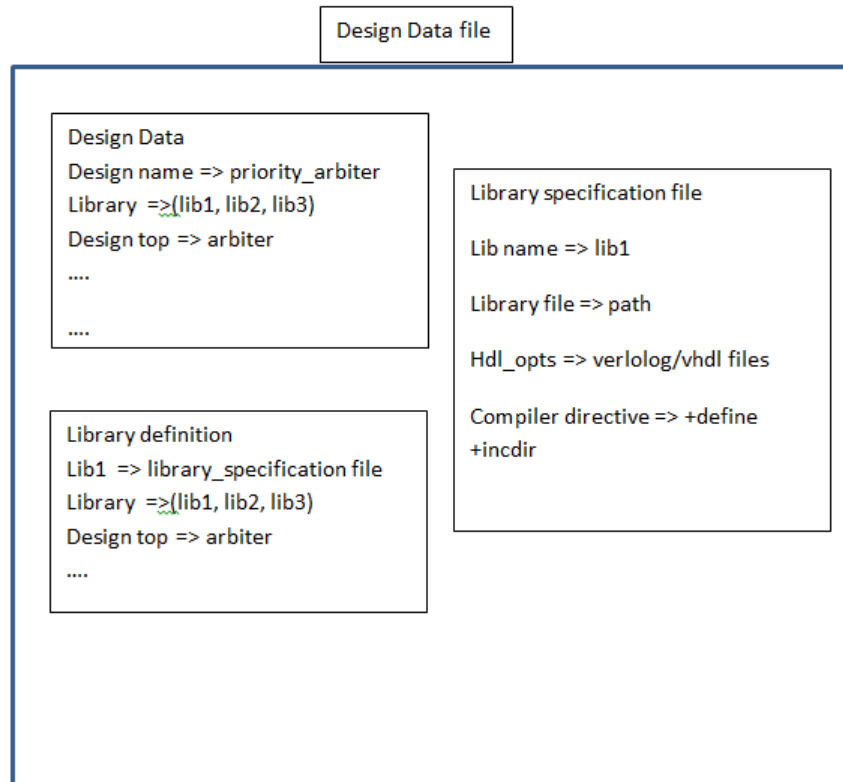 Design Data file
Design Data
Design name => priority_arbiter
Library =>(lib1, lib2, lib3)
Design top => arbiter
....
....
Library definition
Lib1 => library_specification file
Library =>(lib1, lib2, lib3)
Design top => arbiter
....
Library specification file
Lib name => lib1
Library file => path
Hdl_opts => verlolog/vhdl files
Compiler directive => +define
+incdir